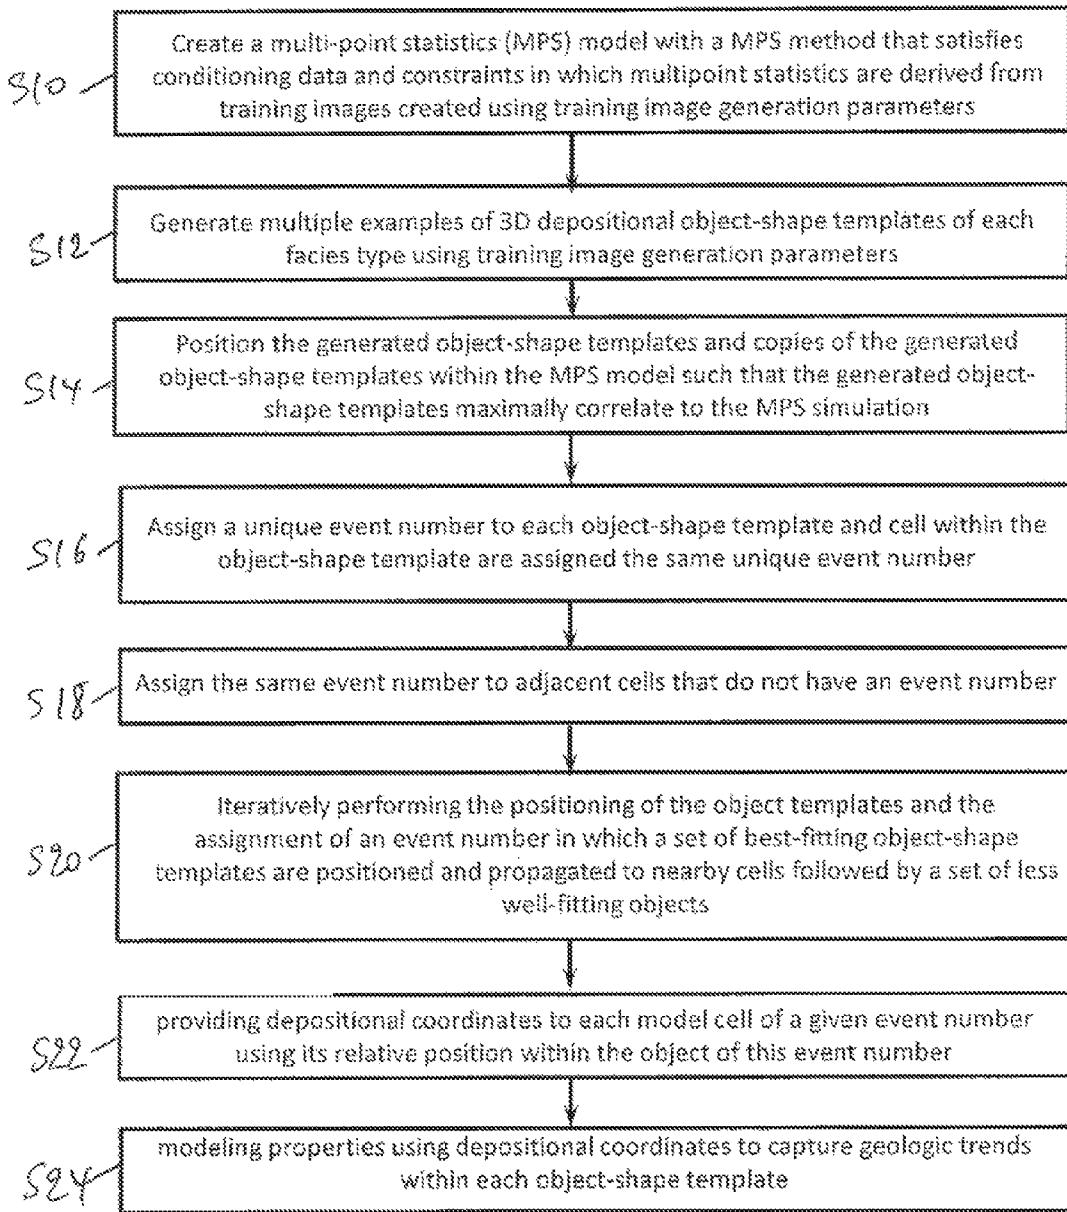 S10
Create a multi-point statistics (MPS) model with a MPS method that satisfies
conditioning data and constraints in which multipoint statistics are derived from
training images created using training image generation parameters
S12
Generate multiple examples of 3D depositional object-shape templates of each
facies type using training image generation parameters
S14
Position the generated object-shape templates and copies of the generated
object-shape templates within the MPS model such that the generated object-
shape templates maximally correlate to the MPS simulation
S16
Assign a unique event number to each object-shape template and cell within the
object-shape template are assigned the same unique event number
S18
Assign the same event number to adjacent cells that do not have an event number
S20
Iteratively performing the positioning of the object templates and the
assignment of an event number in which a set of best-fitting object-shape
templates are positioned and propagated to nearby cells followed by a set of less
well-fitting objects
S22
providing depositional coordinates to each model cell of a given event number
using its relative position within the object of this event number
S24
modeling properties using depositional coordinates to capture geologic trends
within each object-shape template